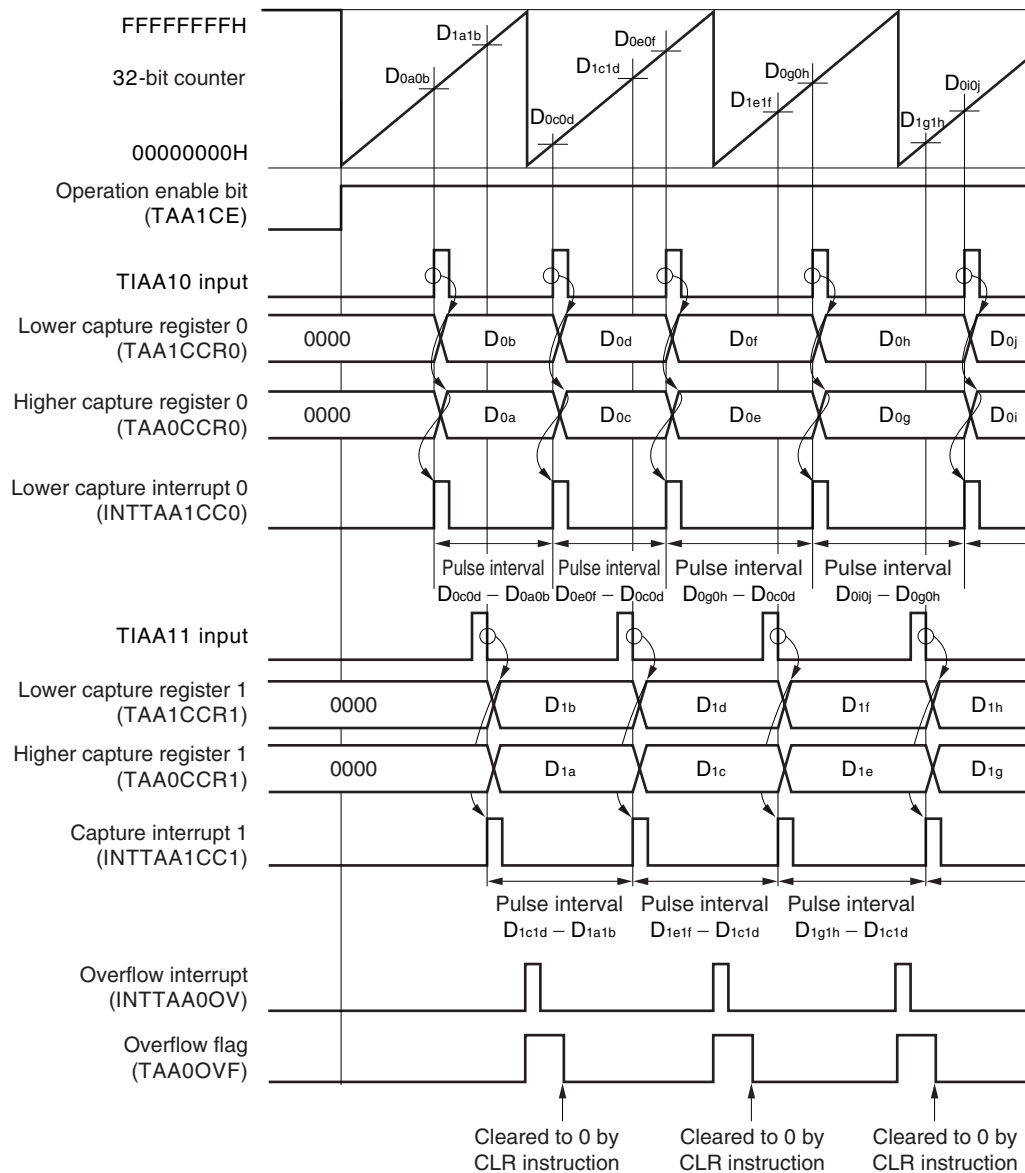 FFFFFFFFH
32-bit counter
00000000H
D0a0b
D1a1b
D0c0d
D1c1d
D0e0f
D1e1f
D0g0h
D1g1h
D0i0j
Operation enable bit
(TAA1CE)
TIAA10 input
Lower capture register 0
(TAA1CCR0)
0000 D0b D0d D0f D0h D0j
Higher capture register 0
(TAA0CCR0)
0000 D0a D0c D0e D0g D0i
Lower capture interrupt 0
(INTTAA1CC0)
Pulse interval Pulse interval Pulse interval Pulse interval
D0c0d – D0a0b D0e0f – D0c0d D0g0h – D0c0d D0i0j – D0g0h
TIAA11 input
Lower capture register 1
(TAA1CCR1)
0000 D1b D1d D1f D1h
Higher capture register 1
(TAA0CCR1)
0000 D1a D1c D1e D1g
Capture interrupt 1
(INTTAA1CC1)
Pulse interval Pulse interval Pulse interval
D1c1d – D1a1b D1e1f – D1c1d D1g1h – D1c1d
Overflow interrupt
(INTTAA0OV)
Overflow flag
(TAA0OVF)
Cleared to 0 by Cleared to 0 by Cleared to 0 by
CLR instruction CLR instruction CLR instruction